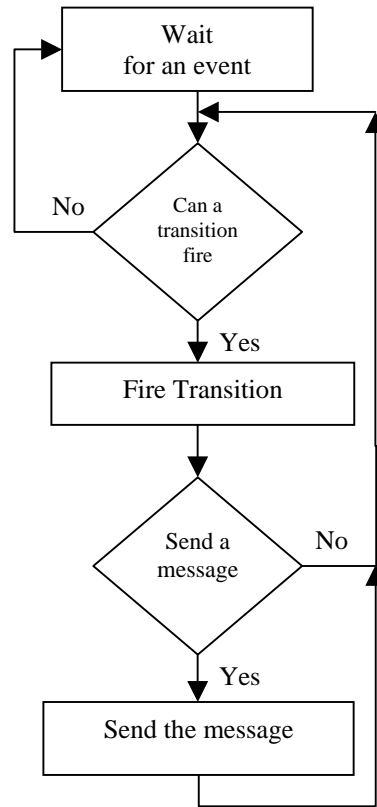 Wait
for an event
No
Can a
transition
fire
Yes
Fire Transition
Send a
message
No
Yes
Send the message